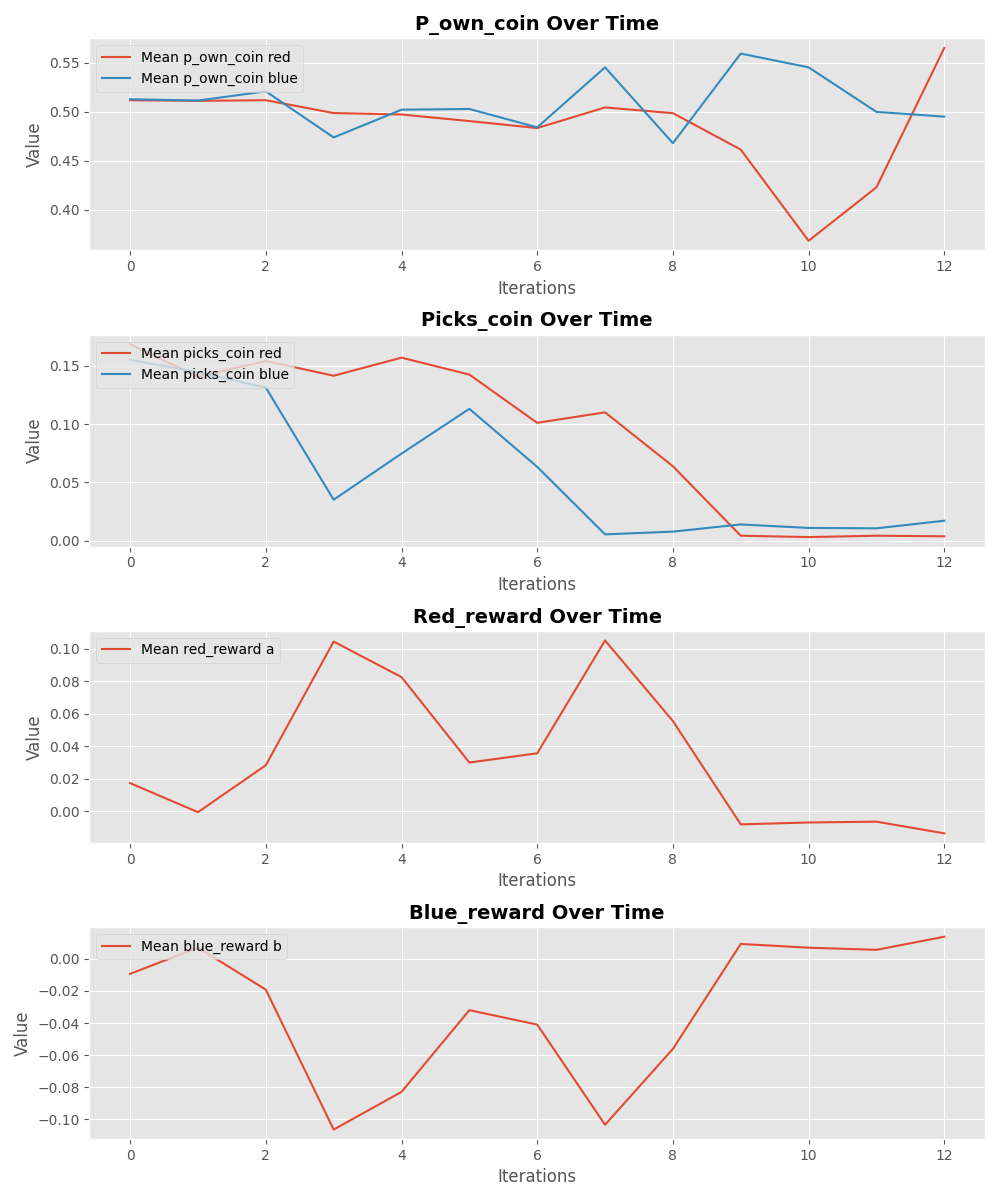 P_own_coin Over Time
Mean p_own_coin red
Mean p_own_coin blue
0.55
0.50
0.45
0.40
Value
0 2 4 6 8 10 12
Iterations
Picks_coin Over Time
Mean picks_coin red
Mean picks_coin blue
0.15
0.10
0.05
0.00
Value
0 2 4 6 8 10 12
Iterations
Red_reward Over Time
Mean red_reward a
0.10
0.08
0.06
0.04
0.02
0.00
Value
0 2 4 6 8 10 12
Iterations
Blue_reward Over Time
Mean blue_reward b
0.00
−0.02
−0.04
−0.06
−0.08
−0.10
Value
0 2 4 6 8 10 12
Iterations